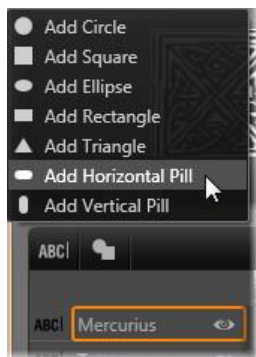 Add Circle
Add Square
Add Ellipse
Add Rectangle
Add Triangle
Add Horizontal Pill
Add Vertical Pill
ABC
ABC Mercurius